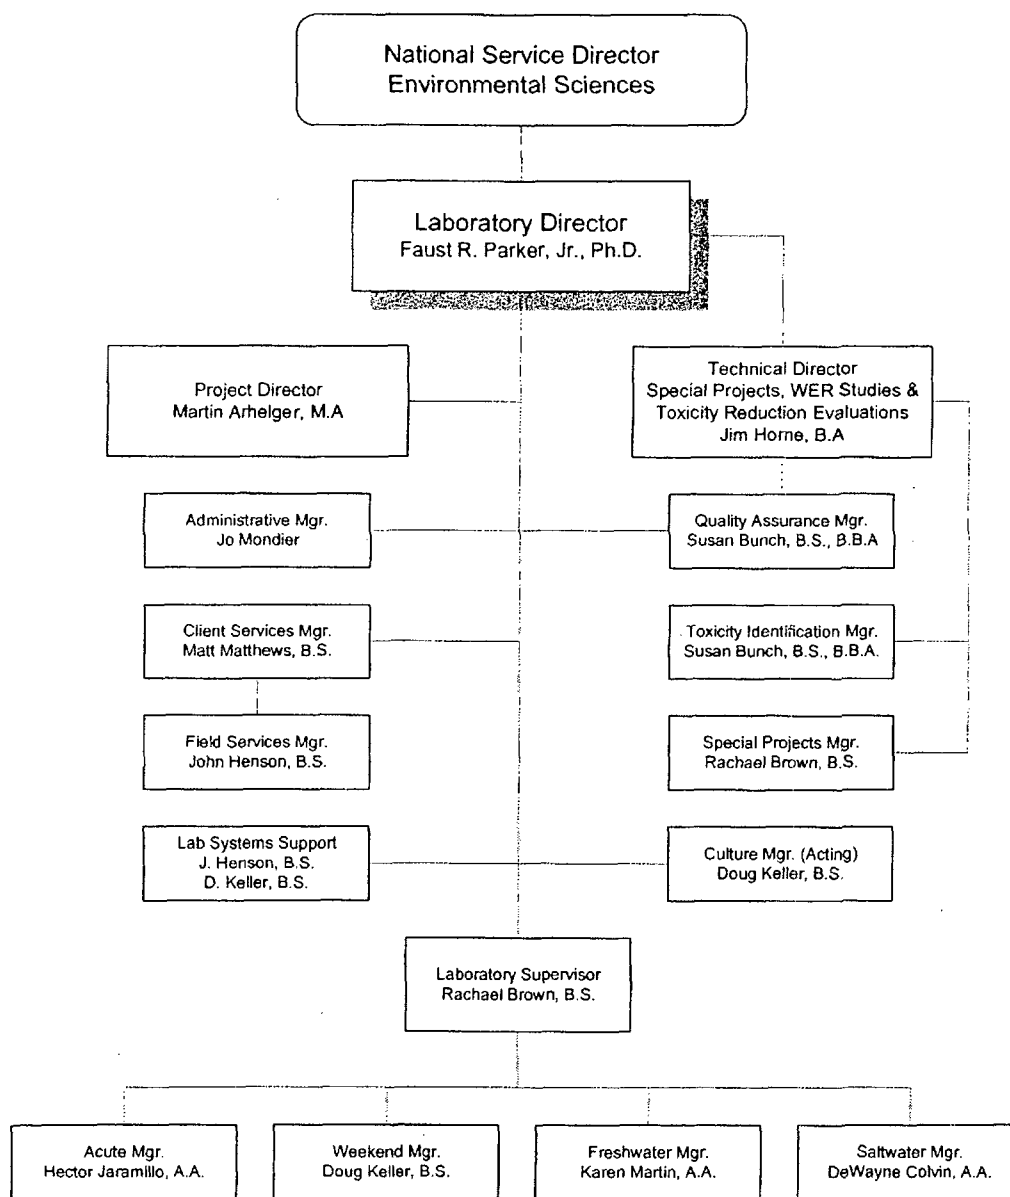 National Service Director
Environmental Sciences
Laboratory Director
Faust R. Parker, Jr., Ph.D.
Project Director
Martin Arhelger, M.A
Technical Director
Special Projects, WER Studies &
Toxicity Reduction Evaluations
Jim Horne, B.A
Administrative Mgr.
Jo Mondier
Quality Assurance Mgr.
Susan Bunch, B.S., B.B.A
Client Services Mgr.
Matt Matthews, B.S.
Toxicity Identification Mgr.
Susan Bunch, B.S., B.B.A.
Field Services Mgr.
John Henson, B.S.
Special Projects Mgr.
Rachael Brown, B.S.
Lab Systems Support
J. Henson, B.S.
D. Keller, B.S.
Culture Mgr. (Acting)
Doug Keller, B.S.
Laboratory Supervisor
Rachael Brown, B.S.
Acute Mgr.
Hector Jaramillo, A.A.
Weekend Mgr.
Doug Keller, B.S.
Freshwater Mgr.
Karen Martin, A.A.
Saltwater Mgr.
DeWayne Colvin, A.A.